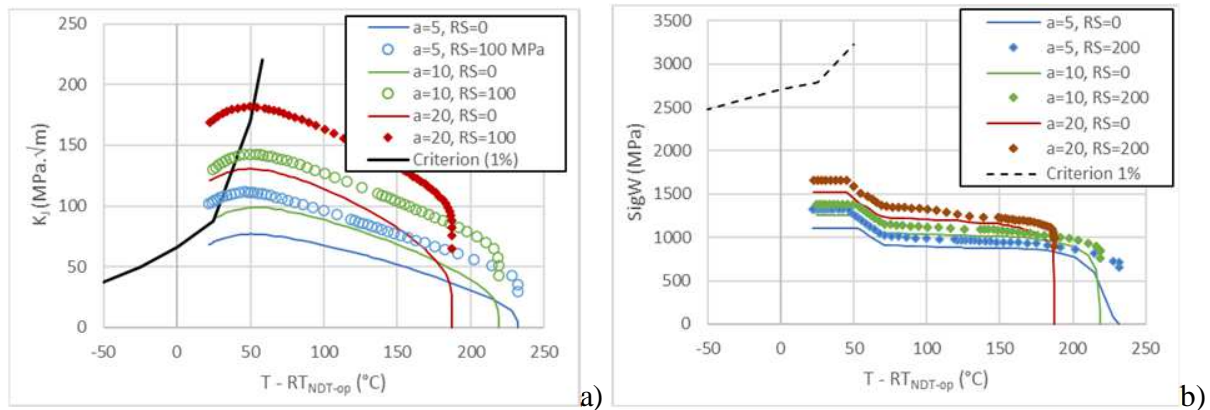 250
200
150
100
50
0
K_J (MPa.√m)
-50 0 50 100 150 200 250
T - RT_NDT-op (°C)
a=5, RS=0
a=5, RS=100 MPa
a=10, RS=0
a=10, RS=100
a=20, RS=0
a=20, RS=100
Criterion (1%)
a)
3500
3000
2500
2000
1500
1000
500
0
SigW (MPa)
-50 0 50 100 150 200 250
T - RT_NDT-op (°C)
a=5, RS=0
a=5, RS=200
a=10, RS=0
a=10, RS=200
a=20, RS=0
a=20, RS=200
Criterion 1%
b)